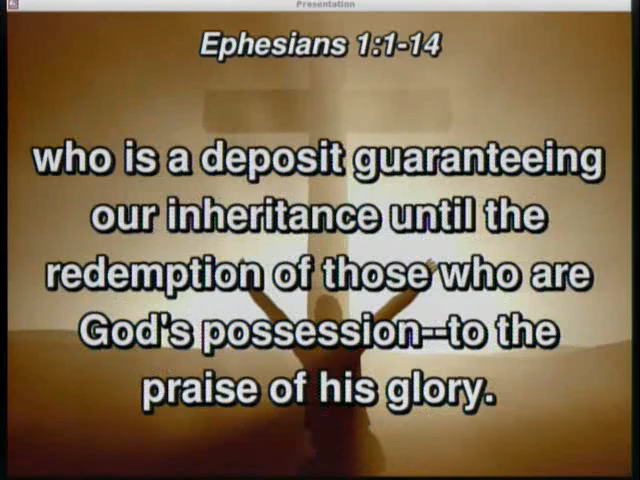 Presentation
Ephesians 1:1-14
who is a deposit guaranteeing
our inheritance until the
redemption of those who are
God's possession--to the
praise of his glory.